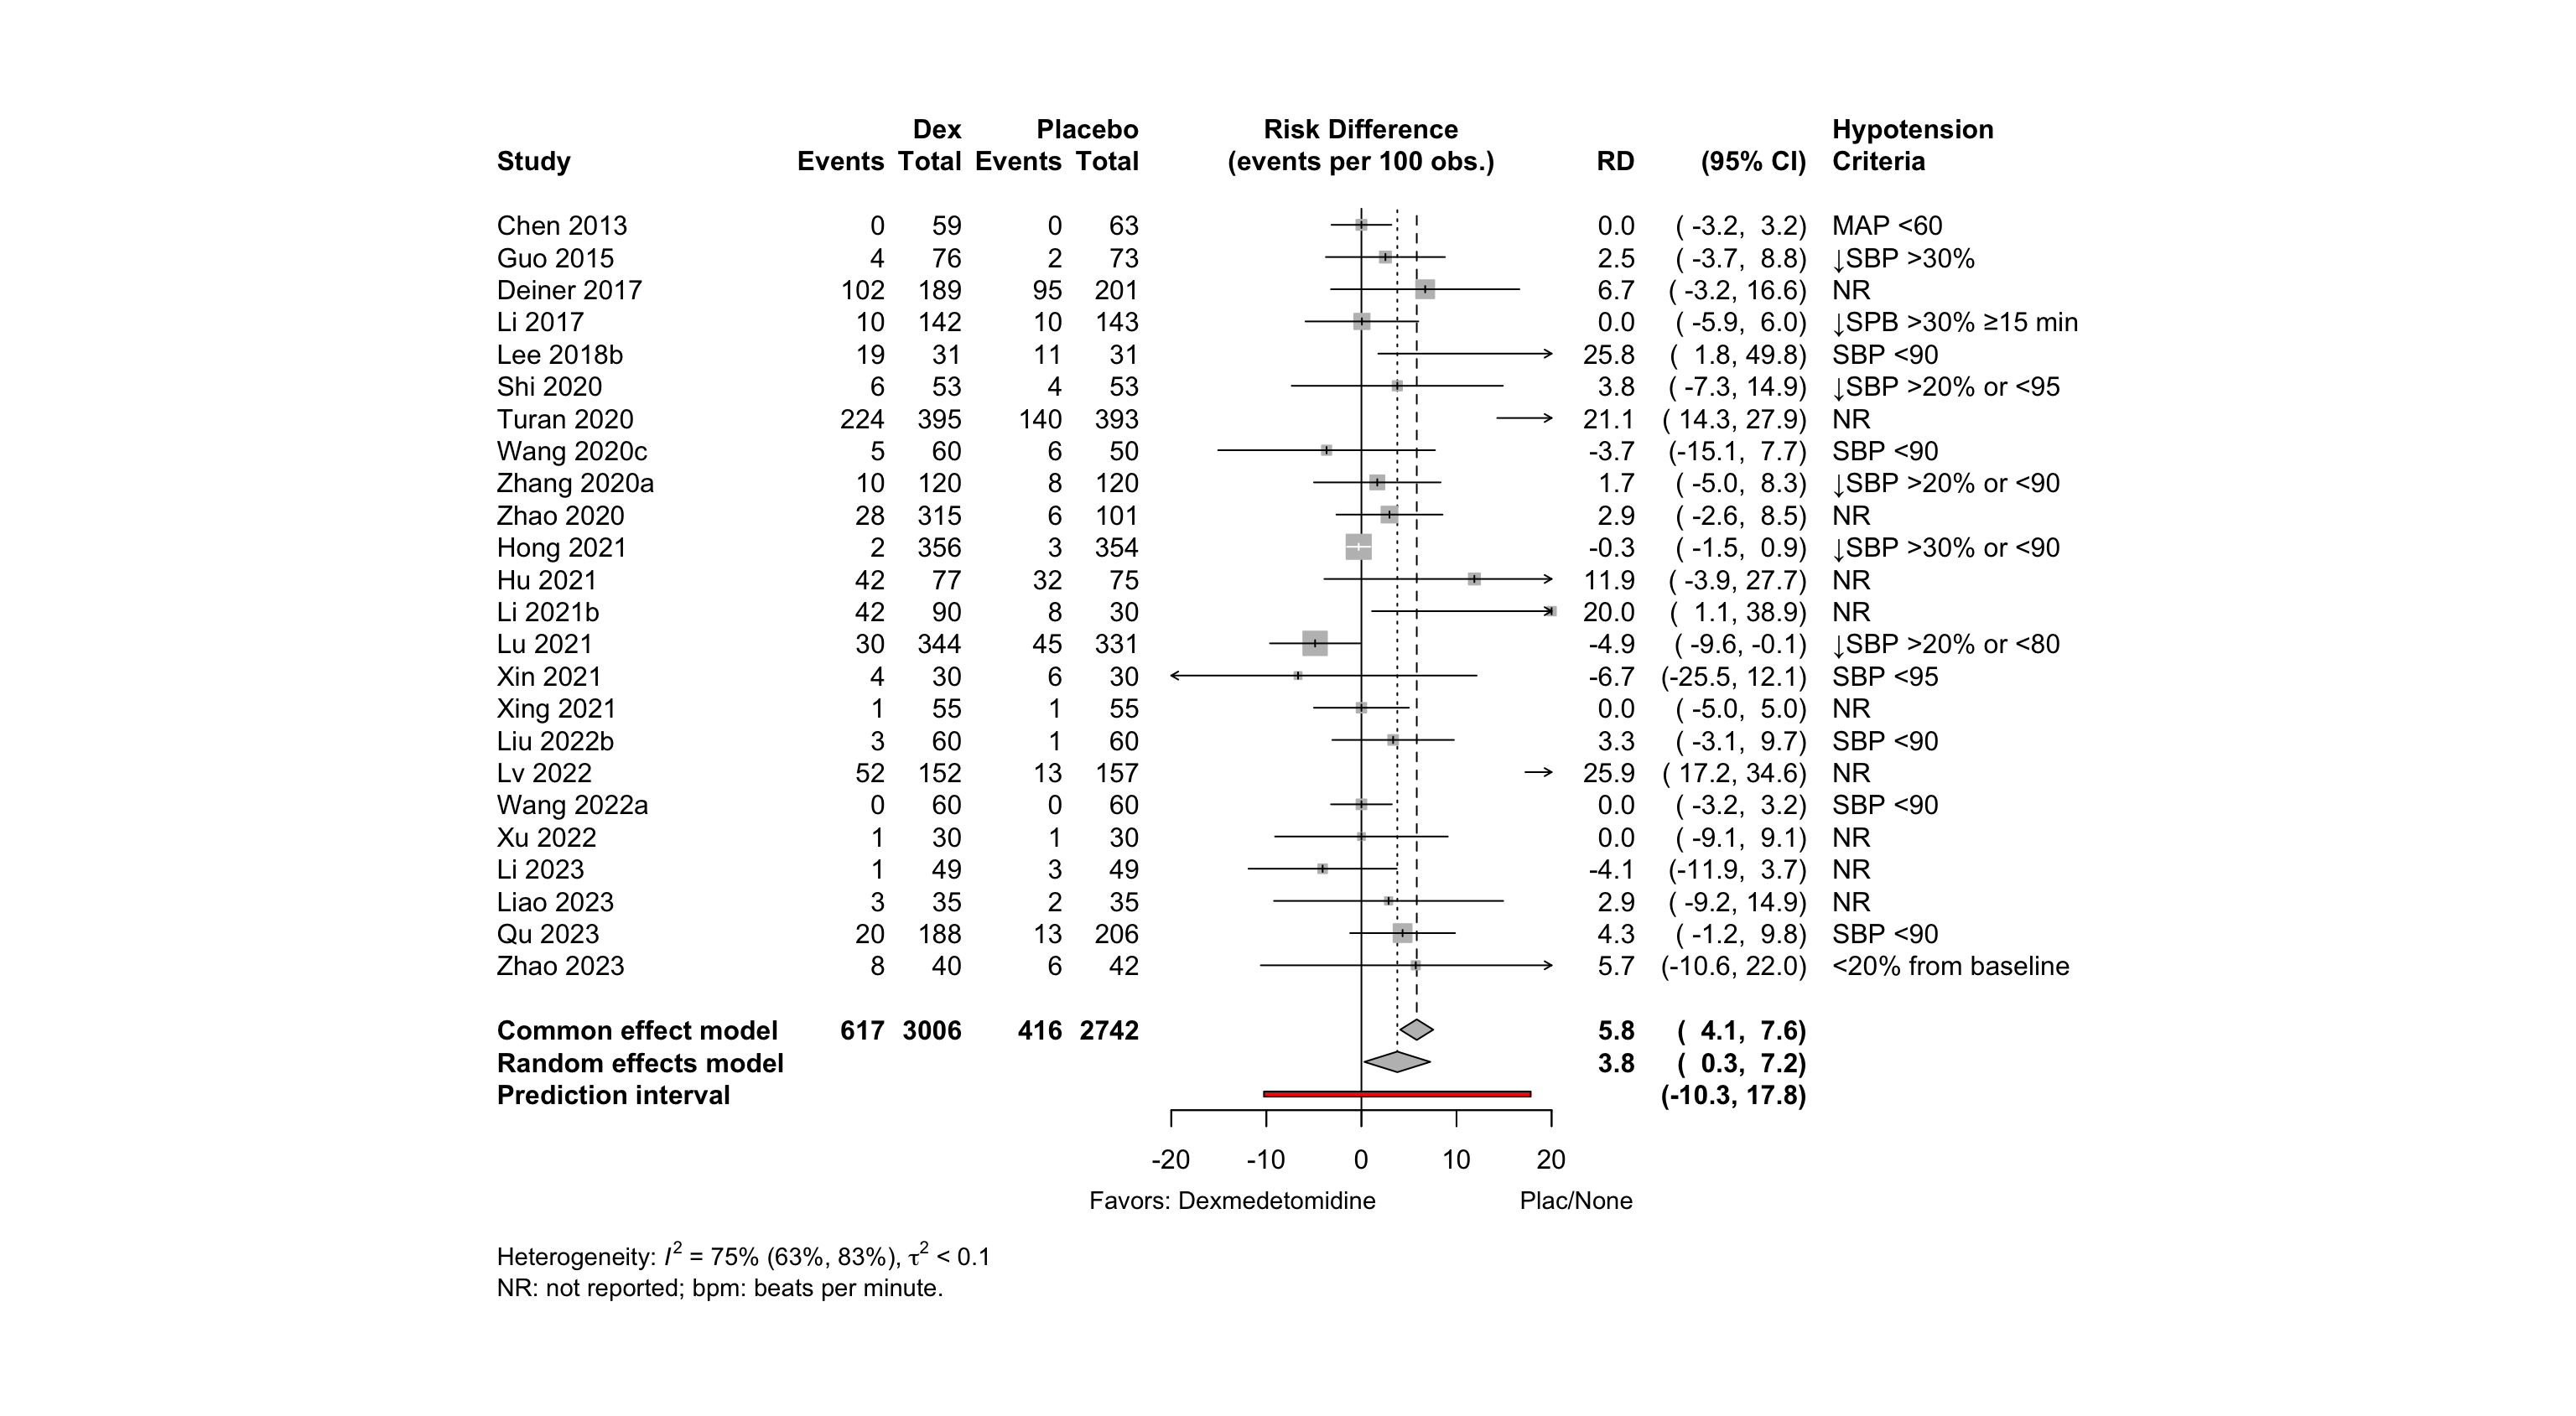 Dex Placebo Risk Difference Hypotension
Study Events Total Events Total (events per 100 obs.) RD (95% CI) Criteria
Chen 2013 0 59 0 63 0.0 ( -3.2, 3.2) MAP <60
Guo 2015 4 76 2 73 2.5 ( -3.7, 8.8) ↓SBP >30%
Deiner 2017 102 189 95 201 6.7 ( -3.2, 16.6) NR
Li 2017 10 142 10 143 0.0 ( -5.9, 6.0) ↓SPB >30% ≥15 min
Lee 2018b 19 31 11 31 25.8 ( 1.8, 49.8) SBP <90
Shi 2020 6 53 4 53 3.8 ( -7.3, 14.9) ↓SBP >20% or <95
Turan 2020 224 395 140 393 21.1 ( 14.3, 27.9) NR
Wang 2020c 5 60 6 50 -3.7 (-15.1, 7.7) SBP <90
Zhang 2020a 10 120 8 120 1.7 ( -5.0, 8.3) ↓SBP >20% or <90
Zhao 2020 28 315 6 101 2.9 ( -2.6, 8.5) NR
Hong 2021 2 356 3 354 -0.3 ( -1.5, 0.9) ↓SBP >30% or <90
Hu 2021 42 77 32 75 11.9 ( -3.9, 27.7) NR
Li 2021b 42 90 8 30 20.0 ( 1.1, 38.9) NR
Lu 2021 30 344 45 331 -4.9 ( -9.6, -0.1) ↓SBP >20% or <80
Xin 2021 4 30 6 30 -6.7 (-25.5, 12.1) SBP <95
Xing 2021 1 55 1 55 0.0 ( -5.0, 5.0) NR
Liu 2022b 3 60 1 60 3.3 ( -3.1, 9.7) SBP <90
Lv 2022 52 152 13 157 25.9 ( 17.2, 34.6) NR
Wang 2022a 0 60 0 60 0.0 ( -3.2, 3.2) SBP <90
Xu 2022 1 30 1 30 0.0 ( -9.1, 9.1) NR
Li 2023 1 49 3 49 -4.1 (-11.9, 3.7) NR
Liao 2023 3 35 2 35 2.9 ( -9.2, 14.9) NR
Qu 2023 20 188 13 206 4.3 ( -1.2, 9.8) SBP <90
Zhao 2023 8 40 6 42 5.7 (-10.6, 22.0) <20% from baseline
Common effect model 617 3006 416 2742 5.8 ( 4.1, 7.6)
Random effects model 3.8 ( 0.3, 7.2)
Prediction interval (-10.3, 17.8)
-20 -10 0 10 20
Favors: Dexmedetomidine Plac/None
Heterogeneity: I² = 75% (63%, 83%), τ² < 0.1
NR: not reported; bpm: beats per minute.